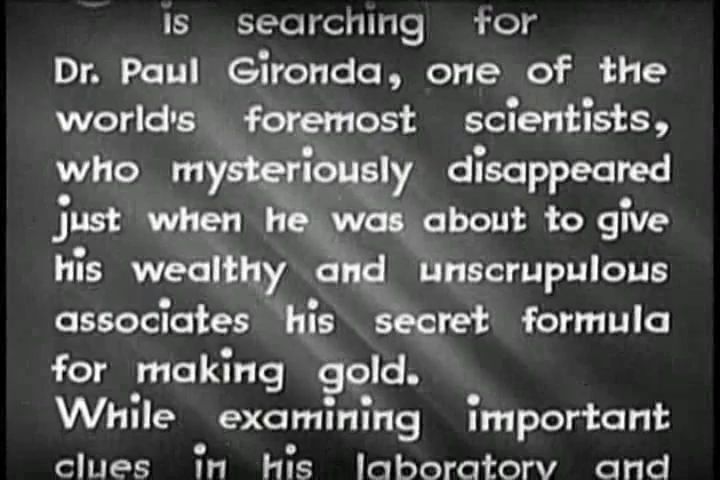 is searching for
Dr. Paul Gironda, one of the
world's foremost scientists,
who mysteriously disappeared
just when he was about to give
his wealthy and unscrupulous
associates his secret formula
for making gold.
While examining important
clues in his laboratory and